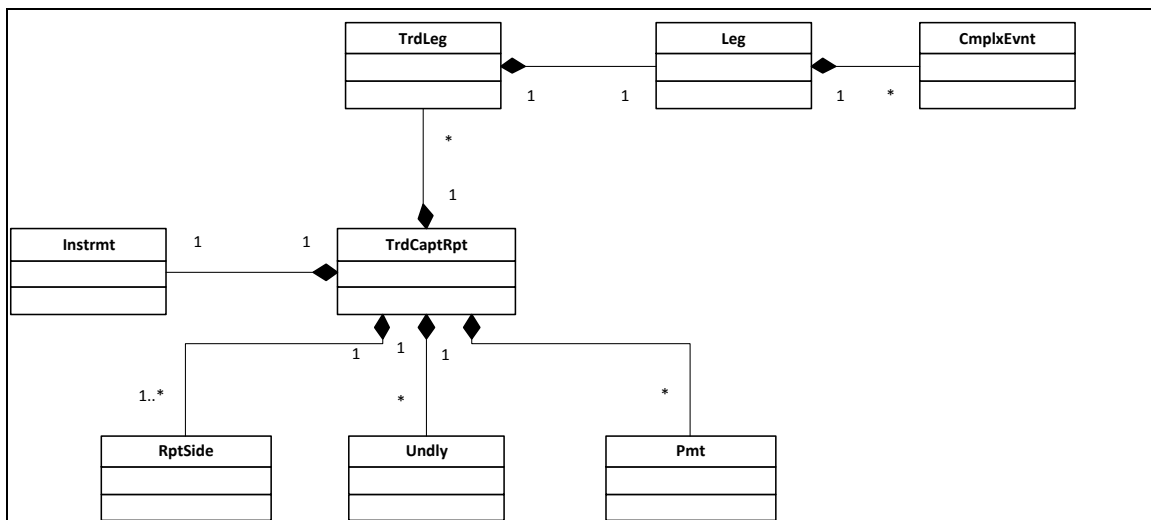 TrdLeg
Leg
CmplxEvnt
1
1
1
*
*
1
Instrmt
1
1
TrdCaptRpt
1
1
1
1..*
*
*
RptSide
Undly
Pmt